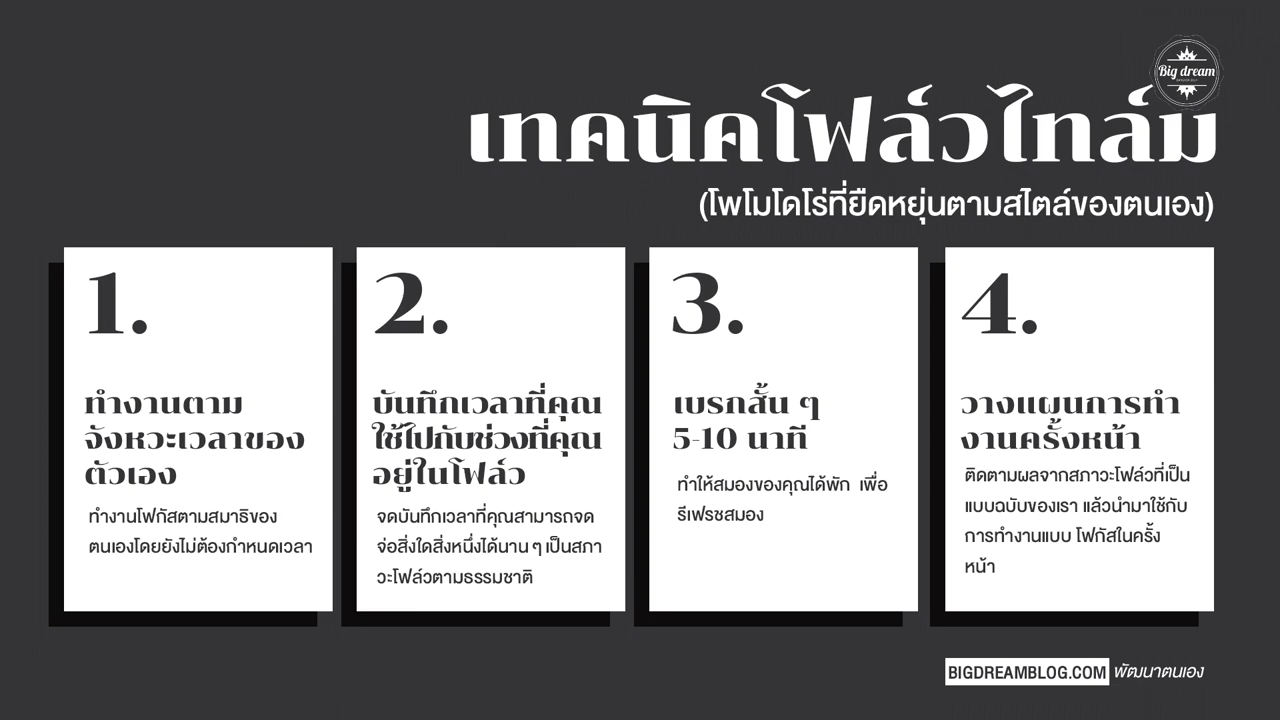 Big dream
เทคนิคโฟล์วไทล์ม
(โพโมโดโร่ที่ยืดหยุ่นตามสไตล์ของตนเอง)
1.
ทำงานตาม
จังหวะเวลาของ
ตัวเอง
ทำงานโฟกัสตามสมาธิของ
ตนเองโดยยังไม่ต้องกำหนดเวลา
2.
บันทึกเวลาที่คุณ
ใช้ไปกับช่วงที่คุณ
อยู่ในโฟล์ว
จดบันทึกเวลาที่คุณสามารถจด
จ่อสิ่งใดสิ่งหนึ่งได้นาน ๆ เป็นสภา
วะโฟล์วตามธรรมชาติ
3.
เบรกสั้น ๆ
5-10 นาที
ทำให้สมองของคุณได้พัก เพื่อ
รีเฟรชสมอง
4.
วางแผนการทำ
งานครั้งหน้า
ติดตามผลจากสภาวะโฟล์วที่เป็น
แบบฉบับของเรา แล้วนำมาใช้กับ
การทำงานแบบ โฟกัสในครั้ง
หน้า
BIGDREAMBLOG.COM พัฒนาตนเอง